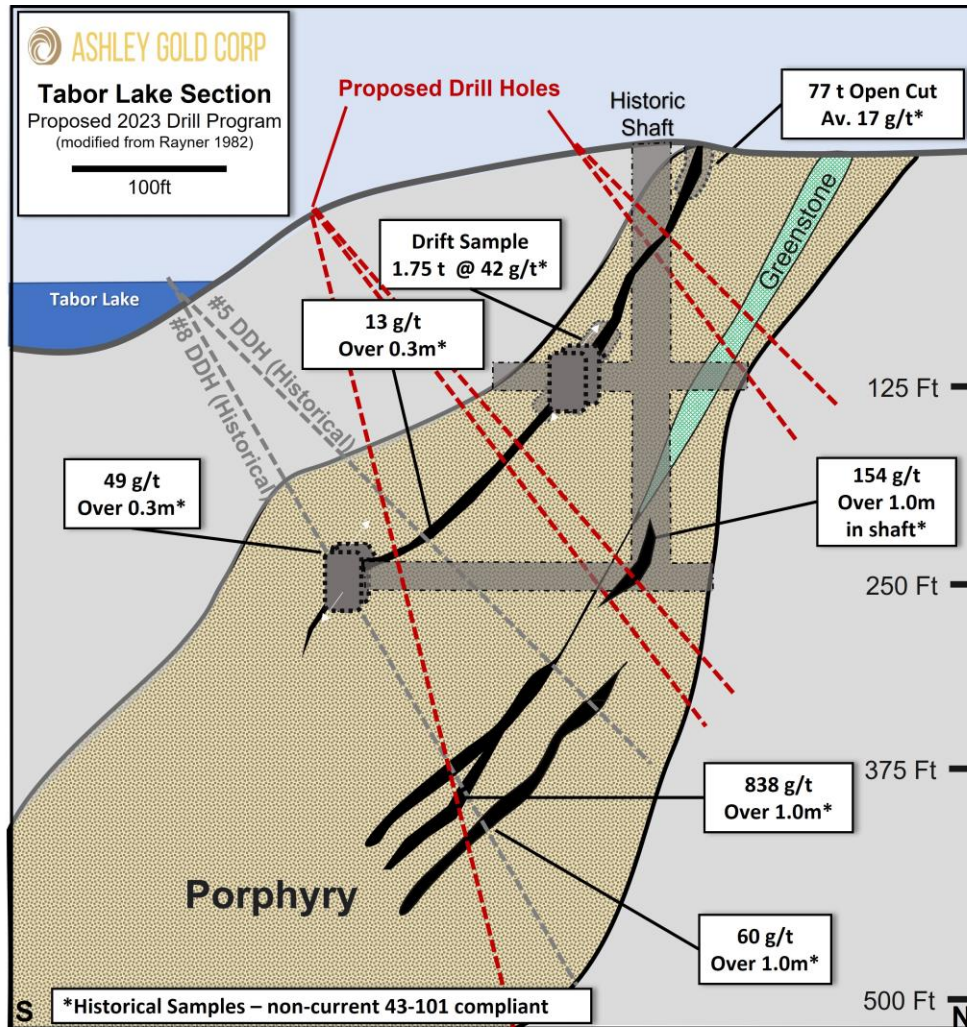 ASHLEY GOLD CORP
Tabor Lake Section
Proposed 2023 Drill Program
(modified from Rayner 1982)
100ft
Proposed Drill Holes
Historic
Shaft
77 t Open Cut
Av. 17 g/t*
Greenstone
Drift Sample
1.75 t @ 42 g/t*
Tabor Lake
13 g/t
Over 0.3m*
#5 DDH (Historical)
#8 DDH (Historical)
125 Ft
49 g/t
Over 0.3m*
154 g/t
Over 1.0m
in shaft*
250 Ft
375 Ft
838 g/t
Over 1.0m*
Porphyry
60 g/t
Over 1.0m*
500 Ft
S
*Historical Samples – non-current 43-101 compliant
N